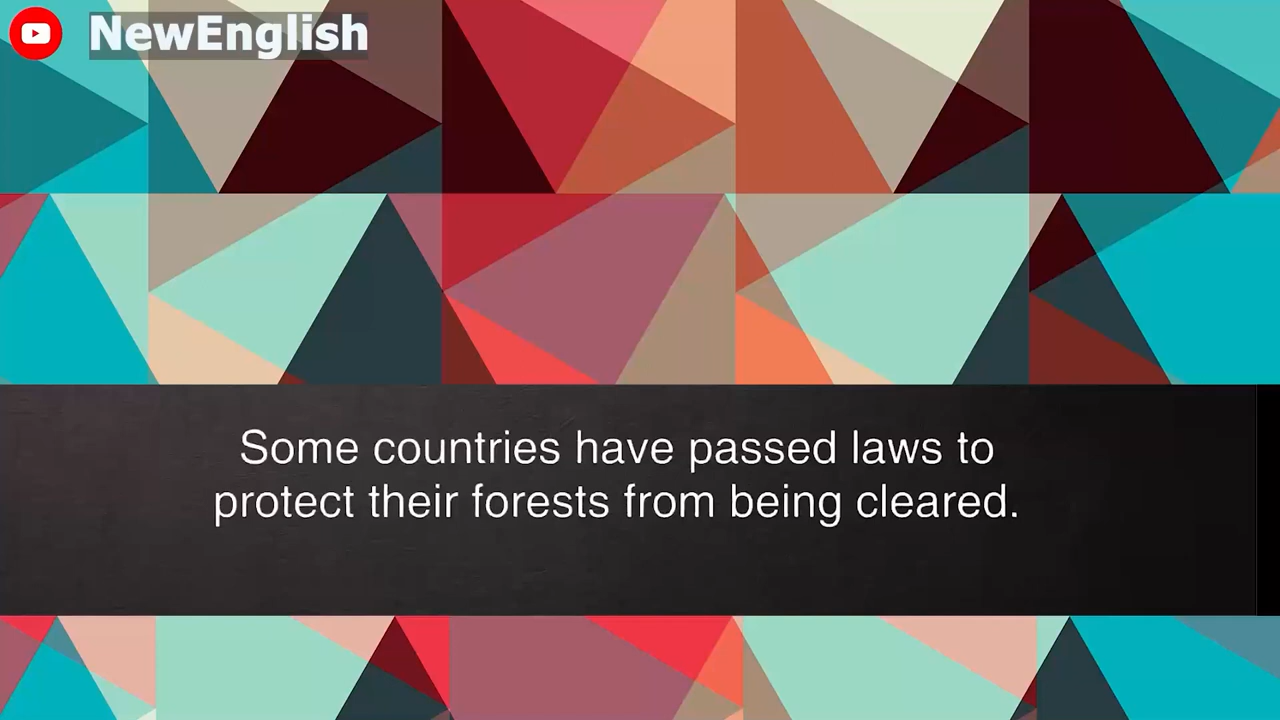 NewEnglish
Some countries have passed laws to
protect their forests from being cleared.